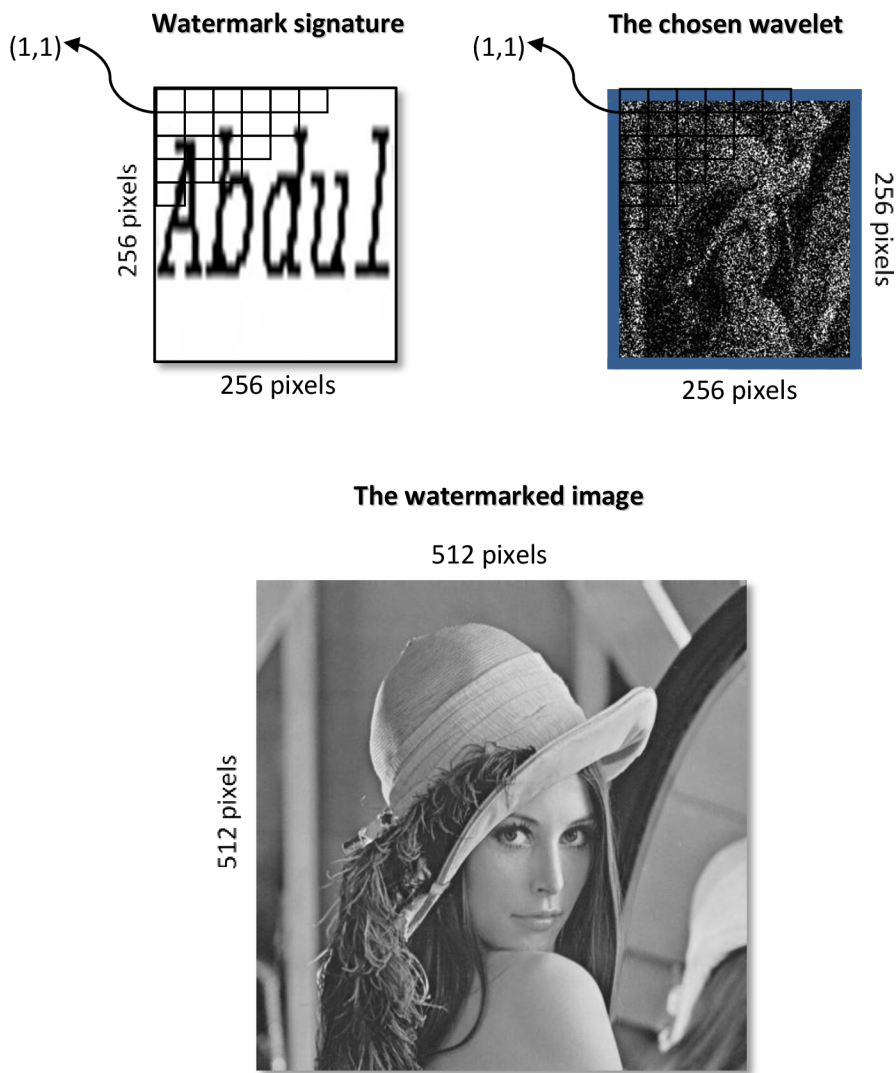 Watermark signature
(1,1)
Abdul
256 pixels
256 pixels
The chosen wavelet
(1,1)
256 pixels
256 pixels
The watermarked image
512 pixels
512 pixels